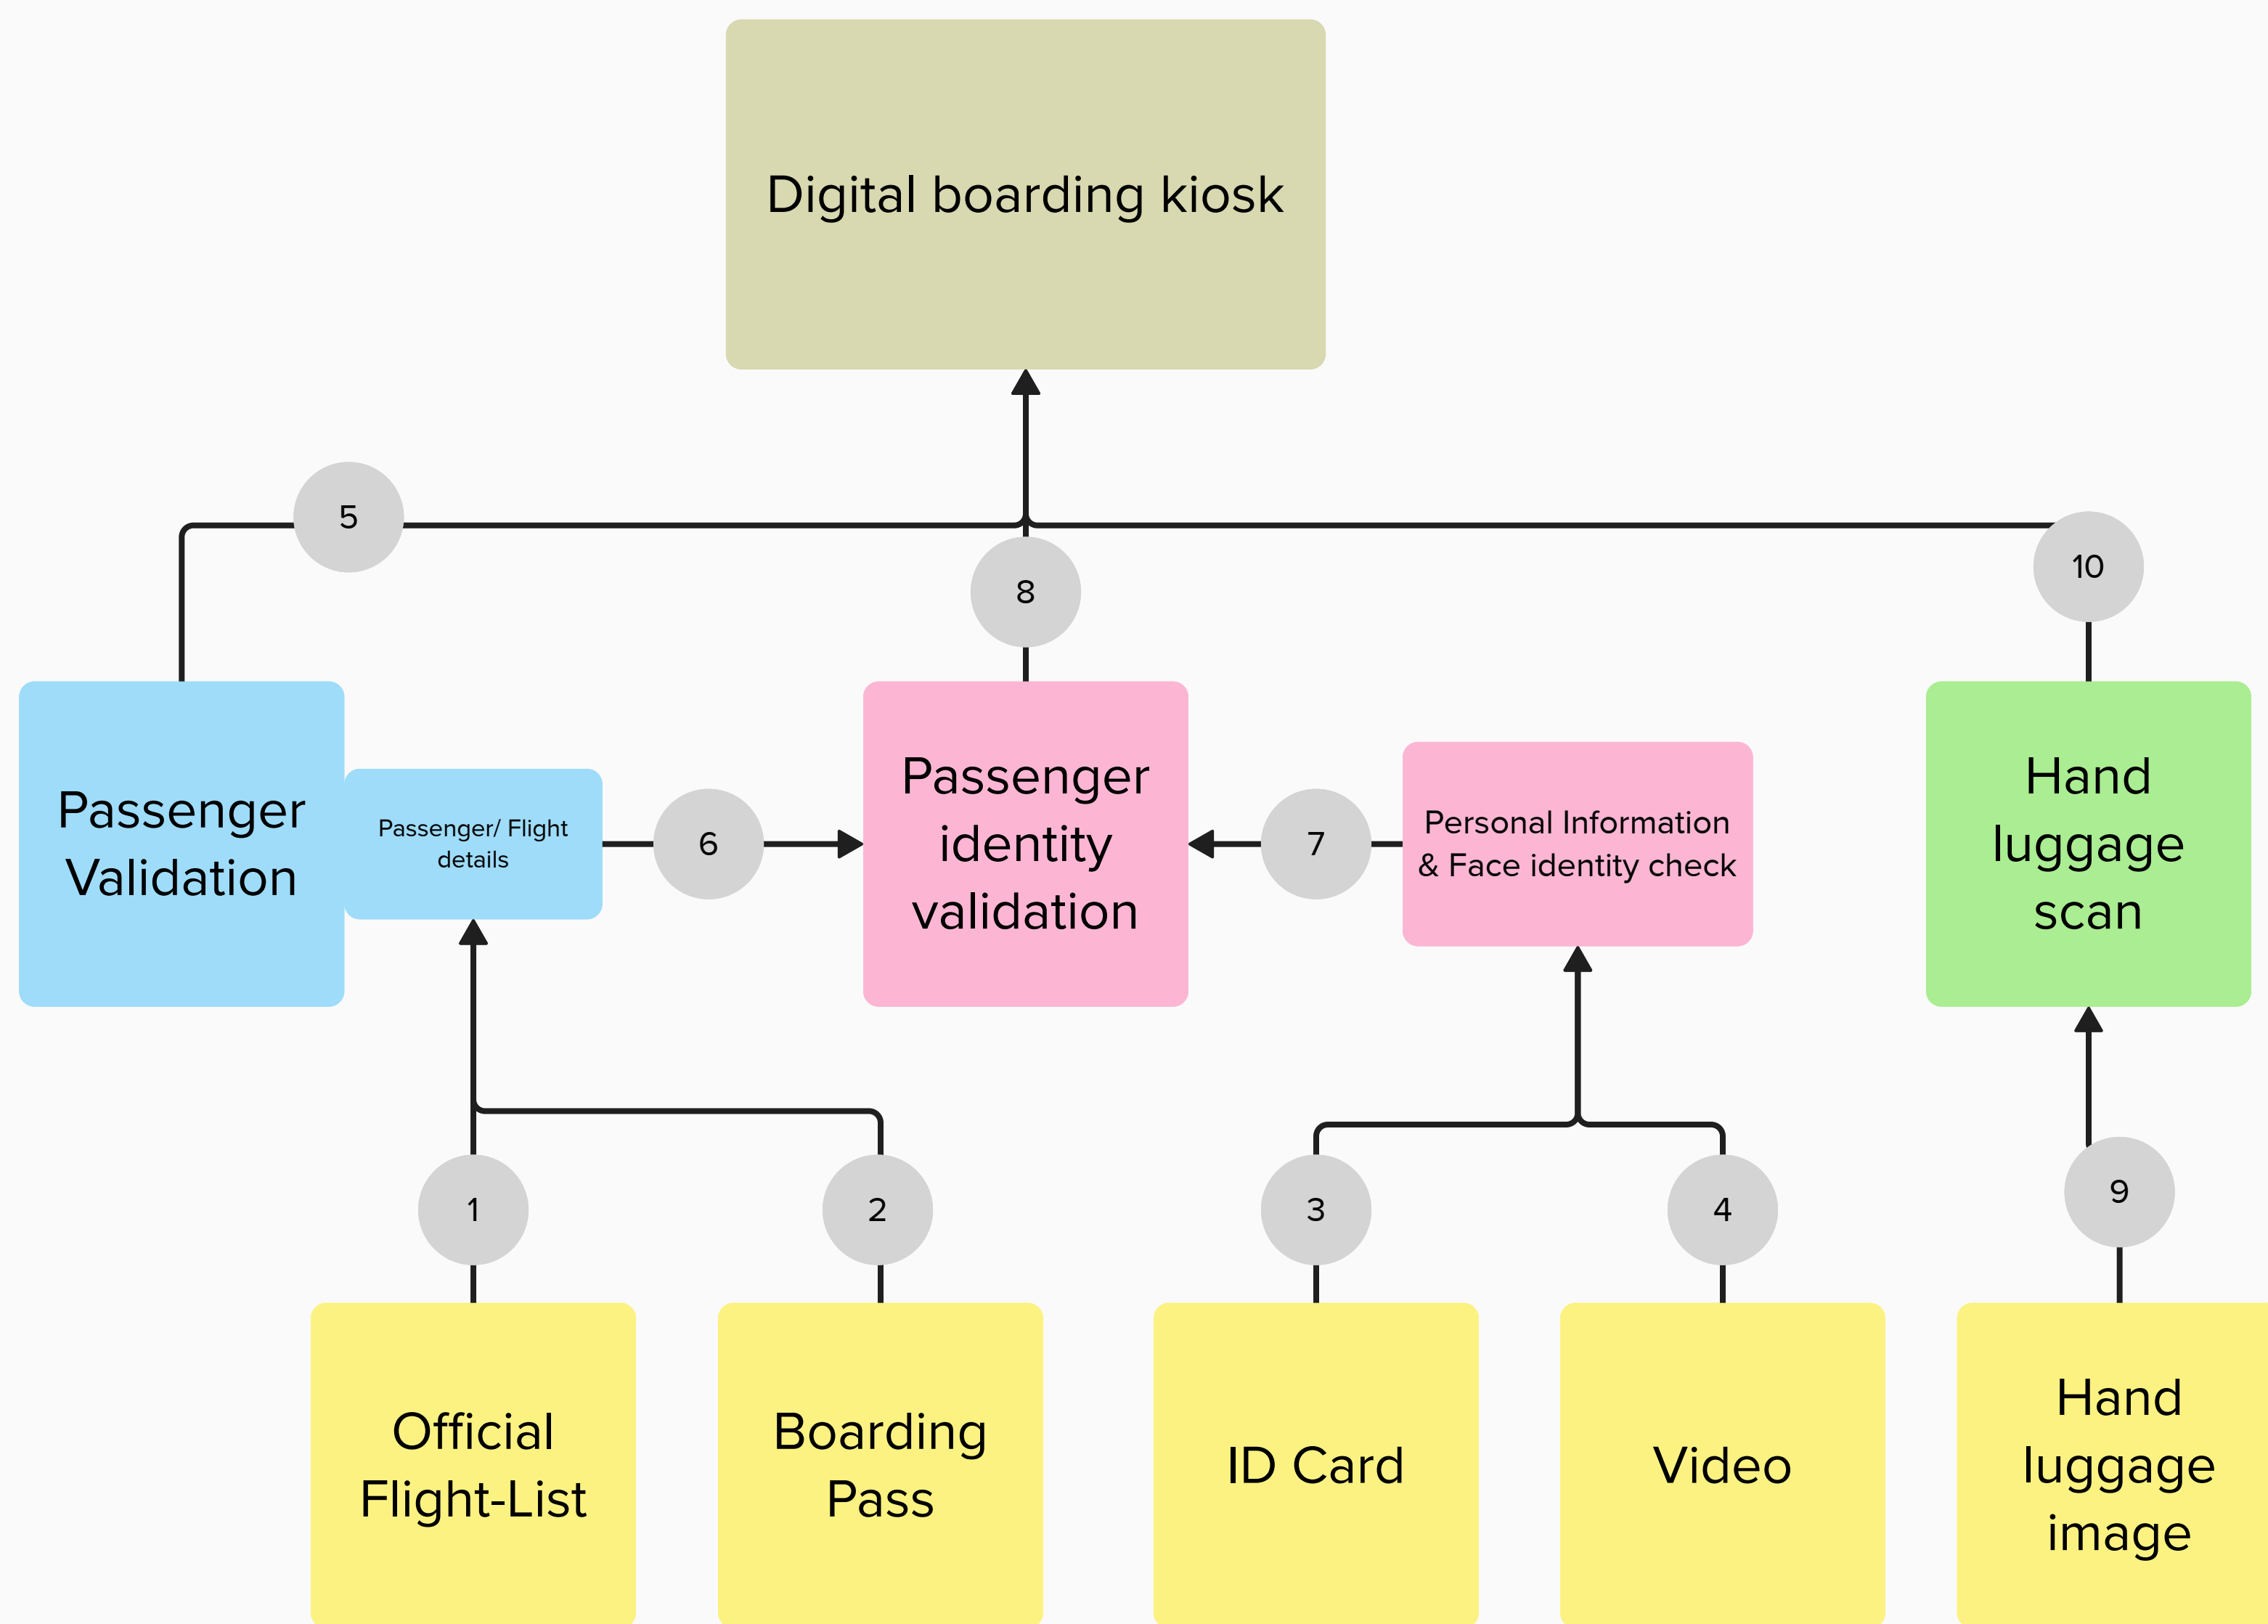 Digital boarding kiosk
5
8
10
Passenger
Validation
Passenger/ Flight
details
6
Passenger
identity
validation
7
Personal Information
& Face identity check
Hand
luggage
scan
1
2
3
4
9
Official
Flight-List
Boarding
Pass
ID Card
Video
Hand
luggage
image